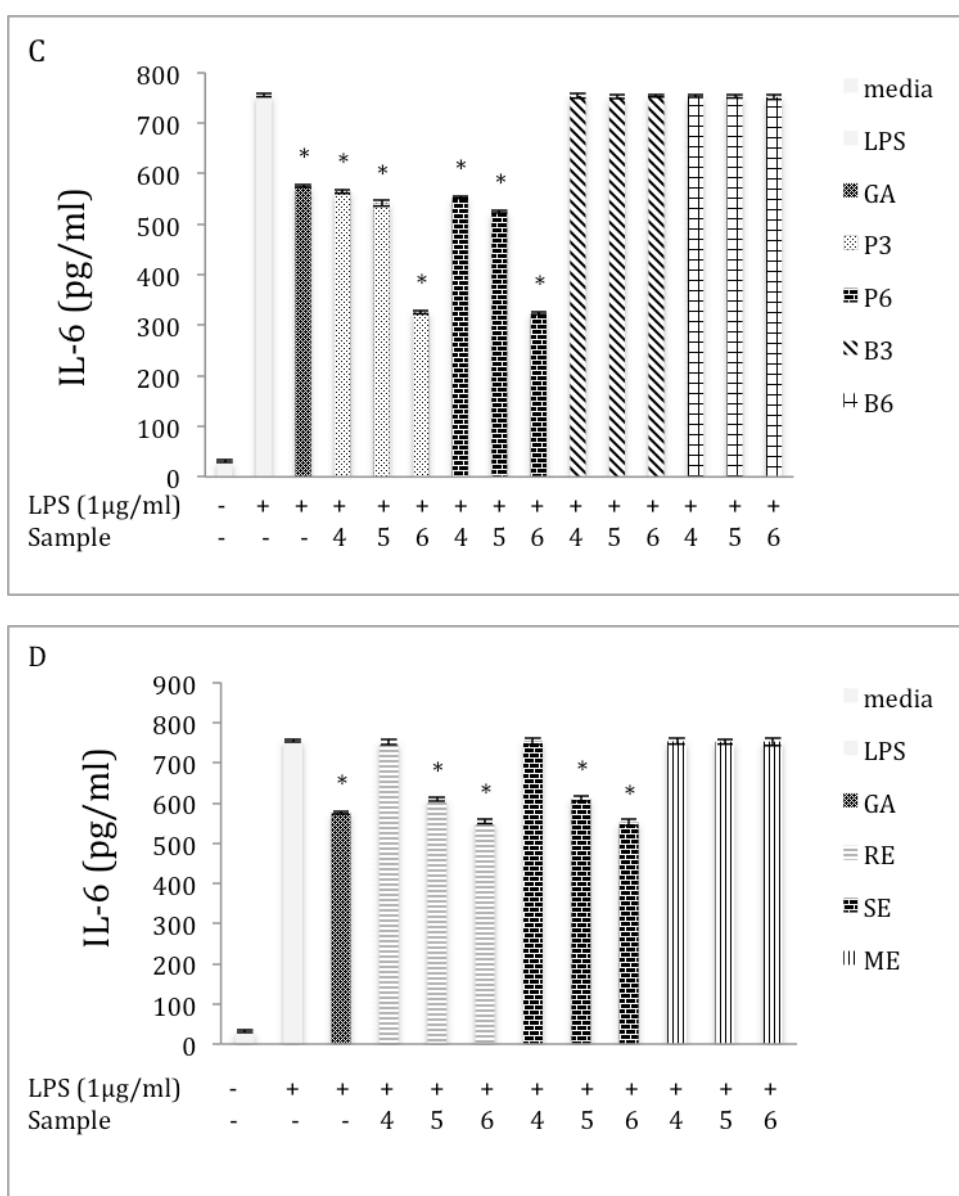 C
IL-6 (pg/ml)
800
700
600
500
400
300
200
100
0
* * * * * * *
LPS (1µg/ml) - + + + + + + + + + + + + + +
Sample - - - 4 5 6 4 5 6 4 5 6 4 5 6
media
LPS
GA
P3
P6
B3
B6
D
IL-6 (pg/ml)
900
800
700
600
500
400
300
200
100
0
* * * * *
LPS (1µg/ml) - + + + + + + + + + + +
Sample - - - 4 5 6 4 5 6 4 5 6
media
LPS
GA
RE
SE
ME